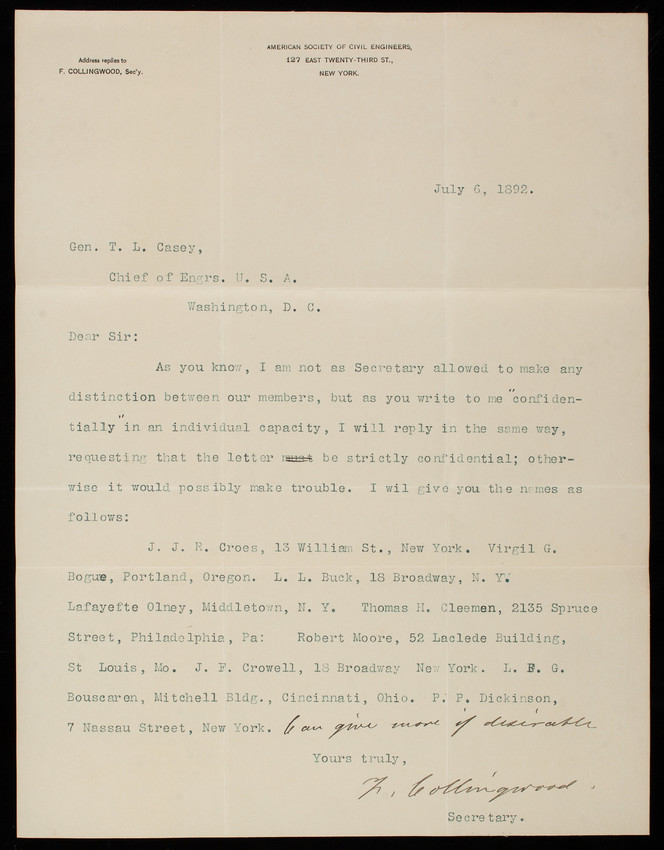 AMERICAN SOCIETY OF CIVIL ENGINEERS,
127 EAST TWENTY-THIRD ST.,
NEW YORK.
Address replies to
F. COLLINGWOOD, Sec'y.
July 6, 1892.
Gen. T. L. Casey,
Chief of Engrs. U. S. A.
Washington, D. C.
Dear Sir:
As you know, I am not as Secretary allowed to make any
distinction between our members, but as you write to me "confiden-
tially" in an individual capacity, I will reply in the same way,
requesting that the letter must be strictly confidential; other-
wise it would possibly make trouble. I wil give you the names as
follows:
J. J. R. Croes, 13 William St., New York. Virgil G.
Bogue, Portland, Oregon. L. L. Buck, 18 Broadway, N. Y.
Lafayette Olney, Middletown, N. Y. Thomas H. Cleemen, 2135 Spruce
Street, Philadelphia, Pa: Robert Moore, 52 Laclede Building,
St Louis, Mo. J. F. Crowell, 18 Broadway New York. L. F. G.
Bouscaren, Mitchell Bldg., Cincinnati, Ohio. P. P. Dickinson,
7 Nassau Street, New York. Can give more if desirable
Yours truly,
F. Collingwood.
Secretary.